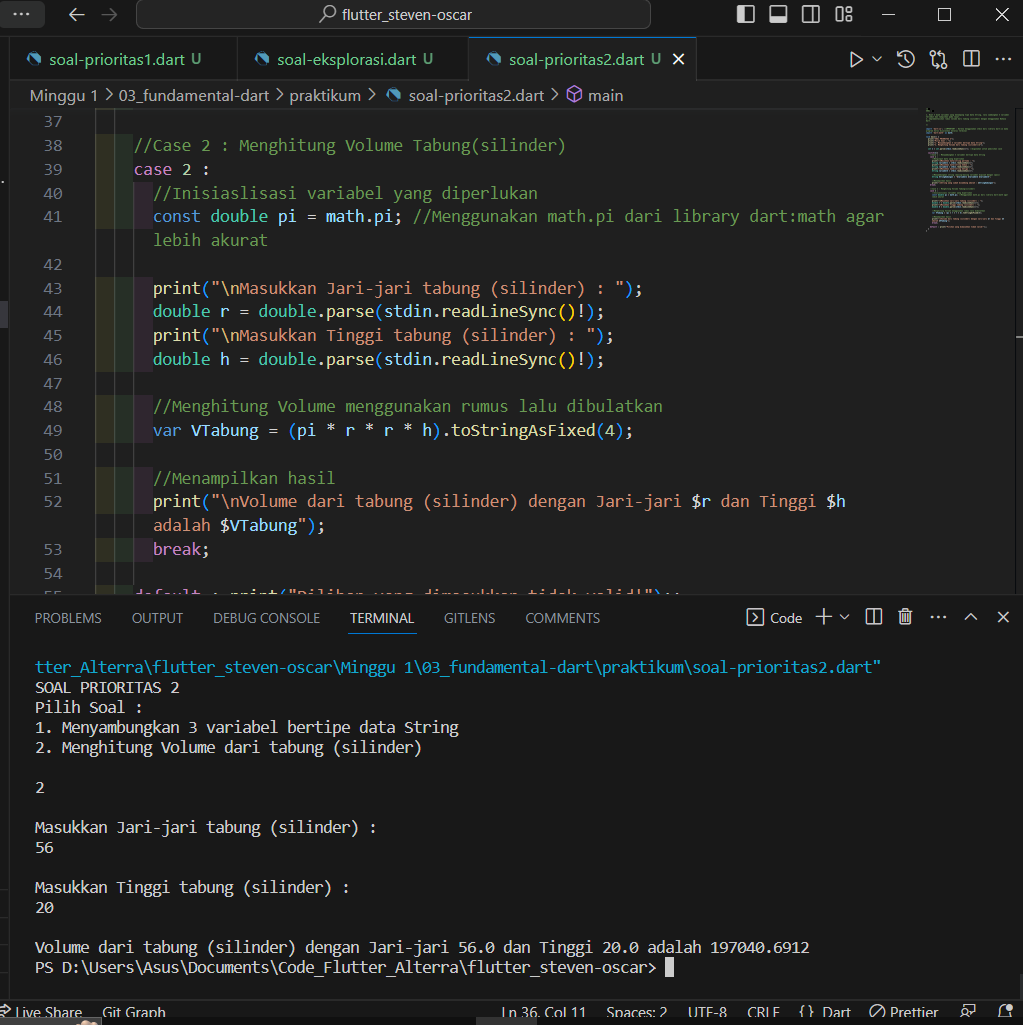 flutter_steven-oscar
soal-prioritas1.dart U
soal-eksplorasi.dart U
soal-prioritas2.dart U
Minggu 1 > 03_fundamental-dart > praktikum > soal-prioritas2.dart > main
37
38 //Case 2 : Menghitung Volume Tabung(silinder)
39 case 2 :
40 //Inisiaslisasi variabel yang diperlukan
41 const double pi = math.pi; //Menggunakan math.pi dari library dart:math agar
lebih akurat
42
43 print("\nMasukkan Jari-jari tabung (silinder) : ");
44 double r = double.parse(stdin.readLineSync()!);
45 print("\nMasukkan Tinggi tabung (silinder) : ");
46 double h = double.parse(stdin.readLineSync()!);
47
48 //Menghitung Volume menggunakan rumus lalu dibulatkan
49 var VTabung = (pi * r * r * h).toStringAsFixed(4);
50
51 //Menampilkan hasil
52 print("\nVolume dari tabung (silinder) dengan Jari-jari $r dan Tinggi $h
adalah $VTabung");
53 break;
54
PROBLEMS OUTPUT DEBUG CONSOLE TERMINAL GITLENS COMMENTS Code
tter_Alterra\flutter_steven-oscar\Minggu 1\03_fundamental-dart\praktikum\soal-prioritas2.dart"
SOAL PRIORITAS 2
Pilih Soal :
1. Menyambungkan 3 variabel bertipe data String
2. Menghitung Volume dari tabung (silinder)
2
Masukkan Jari-jari tabung (silinder) :
56
Masukkan Tinggi tabung (silinder) :
20
Volume dari tabung (silinder) dengan Jari-jari 56.0 dan Tinggi 20.0 adalah 197040.6912
PS D:\Users\Asus\Documents\Code_Flutter_Alterra\flutter_steven-oscar>
Live Share Git Graph Ln 36, Col 11 Spaces: 2 UTF-8 CRLF {} Dart Prettier